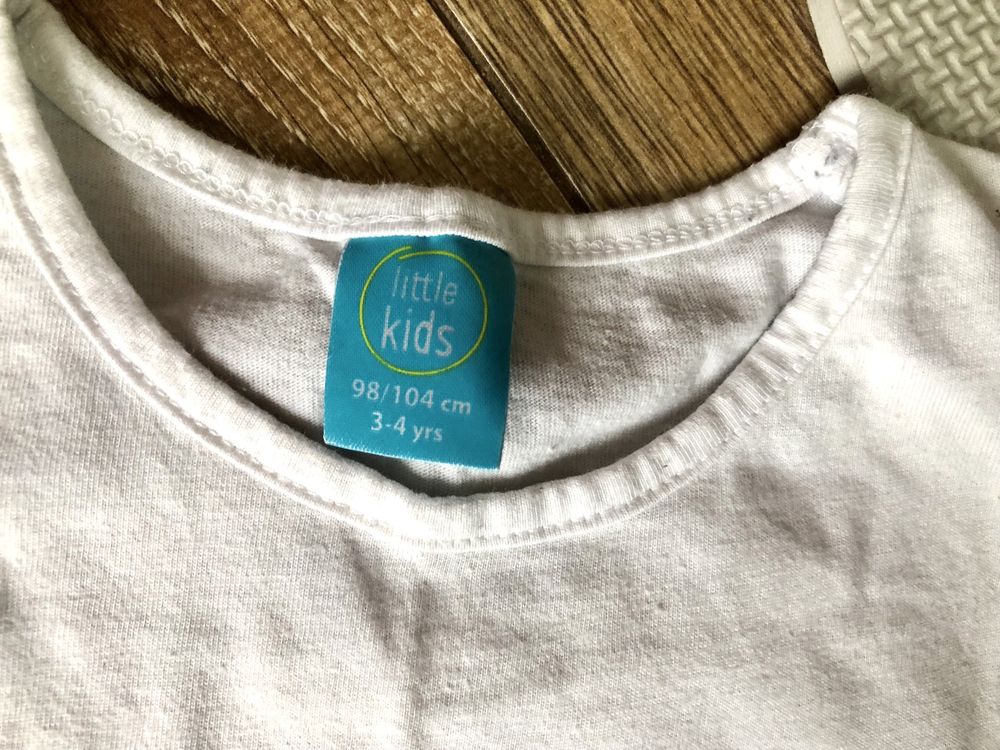 little
kids
98/104 cm
3-4 yrs